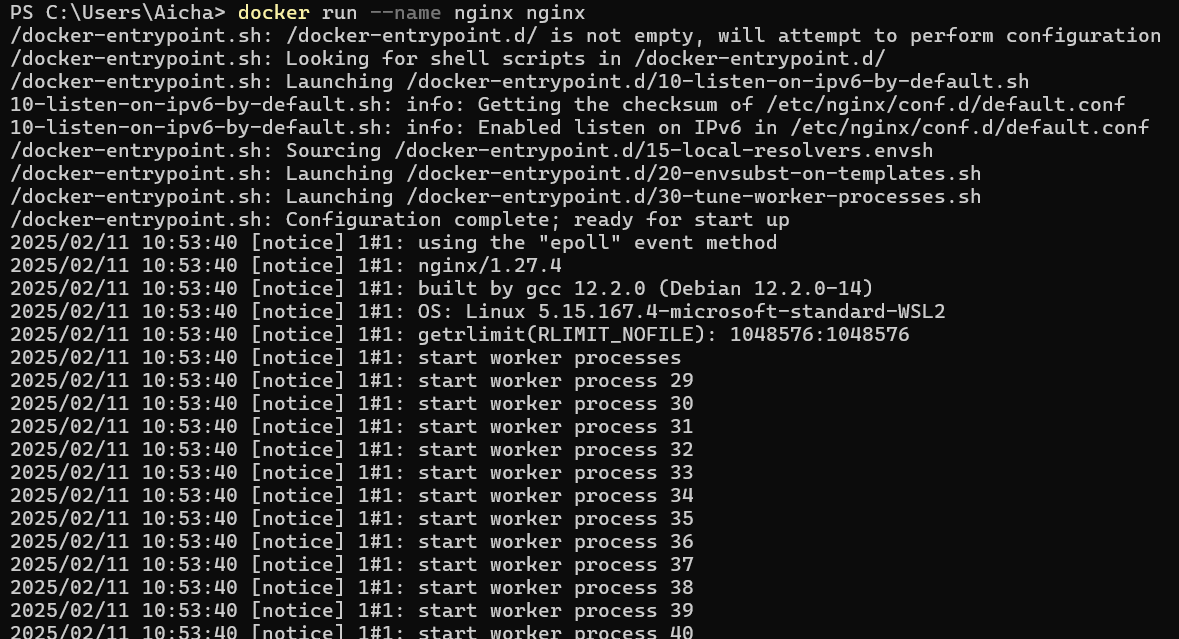 PS C:\Users\Aicha> docker run --name nginx nginx
/docker-entrypoint.sh: /docker-entrypoint.d/ is not empty, will attempt to perform configuration
/docker-entrypoint.sh: Looking for shell scripts in /docker-entrypoint.d/
/docker-entrypoint.sh: Launching /docker-entrypoint.d/10-listen-on-ipv6-by-default.sh
10-listen-on-ipv6-by-default.sh: info: Getting the checksum of /etc/nginx/conf.d/default.conf
10-listen-on-ipv6-by-default.sh: info: Enabled listen on IPv6 in /etc/nginx/conf.d/default.conf
/docker-entrypoint.sh: Sourcing /docker-entrypoint.d/15-local-resolvers.envsh
/docker-entrypoint.sh: Launching /docker-entrypoint.d/20-envsubst-on-templates.sh
/docker-entrypoint.sh: Launching /docker-entrypoint.d/30-tune-worker-processes.sh
/docker-entrypoint.sh: Configuration complete; ready for start up
2025/02/11 10:53:40 [notice] 1#1: using the "epoll" event method
2025/02/11 10:53:40 [notice] 1#1: nginx/1.27.4
2025/02/11 10:53:40 [notice] 1#1: built by gcc 12.2.0 (Debian 12.2.0-14)
2025/02/11 10:53:40 [notice] 1#1: OS: Linux 5.15.167.4-microsoft-standard-WSL2
2025/02/11 10:53:40 [notice] 1#1: getrlimit(RLIMIT_NOFILE): 1048576:1048576
2025/02/11 10:53:40 [notice] 1#1: start worker processes
2025/02/11 10:53:40 [notice] 1#1: start worker process 29
2025/02/11 10:53:40 [notice] 1#1: start worker process 30
2025/02/11 10:53:40 [notice] 1#1: start worker process 31
2025/02/11 10:53:40 [notice] 1#1: start worker process 32
2025/02/11 10:53:40 [notice] 1#1: start worker process 33
2025/02/11 10:53:40 [notice] 1#1: start worker process 34
2025/02/11 10:53:40 [notice] 1#1: start worker process 35
2025/02/11 10:53:40 [notice] 1#1: start worker process 36
2025/02/11 10:53:40 [notice] 1#1: start worker process 37
2025/02/11 10:53:40 [notice] 1#1: start worker process 38
2025/02/11 10:53:40 [notice] 1#1: start worker process 39
2025/02/11 10:53:40 [notice] 1#1: start worker process 40